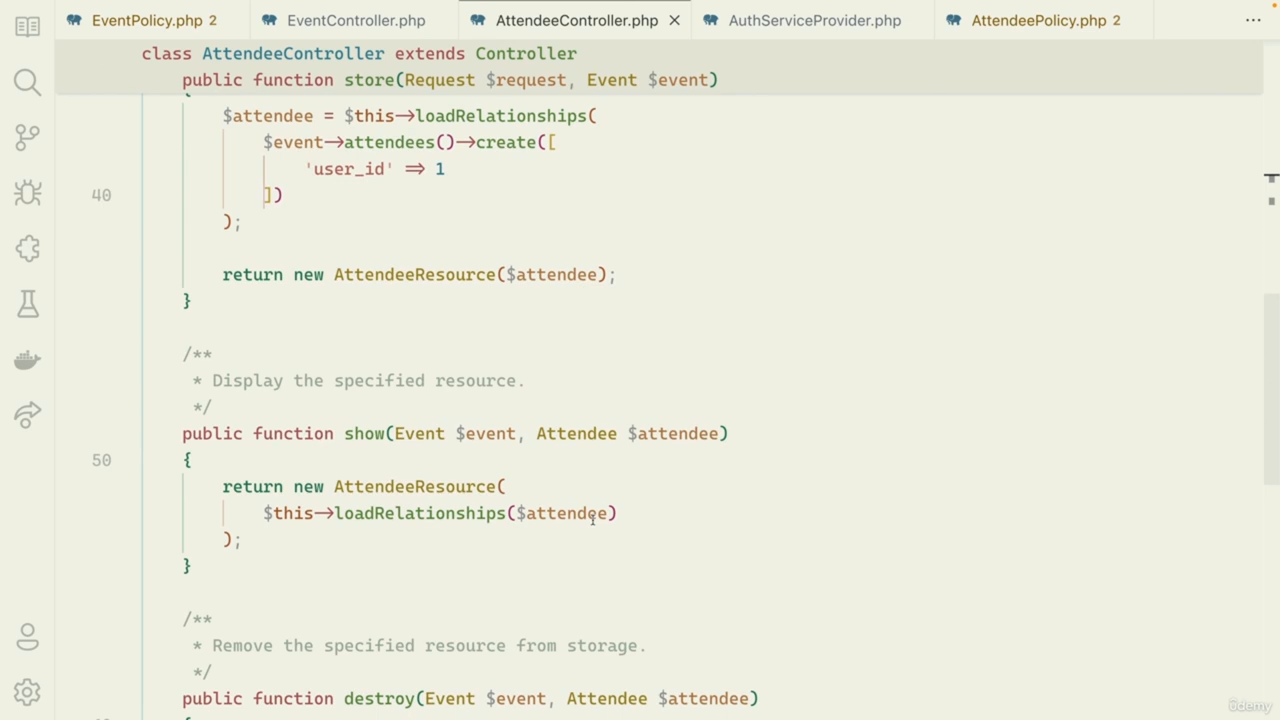 EventPolicy.php 2 EventController.php AttendeeController.php AuthServiceProvider.php AttendeePolicy.php 2
class AttendeeController extends Controller
public function store(Request $request, Event $event)
{
$attendee = $this->loadRelationships(
$event->attendees()->create([
'user_id' => 1
40 ])
);
return new AttendeeResource($attendee);
}
/**
* Display the specified resource.
*/
public function show(Event $event, Attendee $attendee)
50 {
return new AttendeeResource(
$this->loadRelationships($attendee)
);
}
/**
* Remove the specified resource from storage.
*/
public function destroy(Event $event, Attendee $attendee)
{
ûdemy